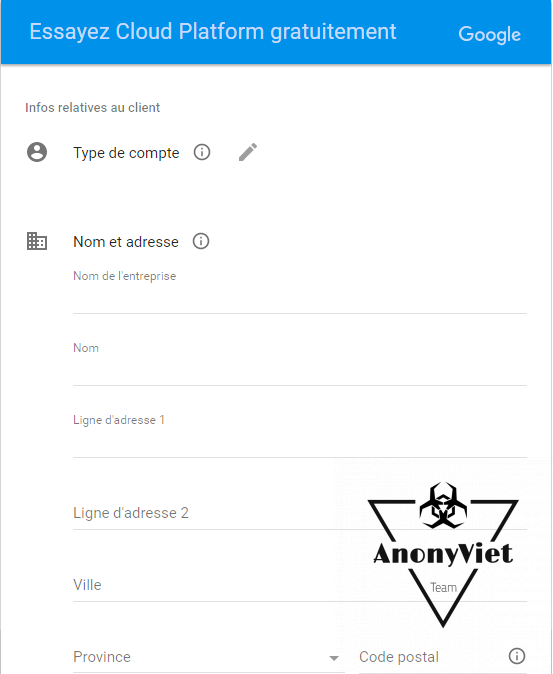 Essayez Cloud Platform gratuitement
Google
Infos relatives au client
Type de compte
Nom et adresse
Nom de l'entreprise
Nom
Ligne d'adresse 1
Ligne d'adresse 2
AnonyViet
Team
Ville
Province
Code postal